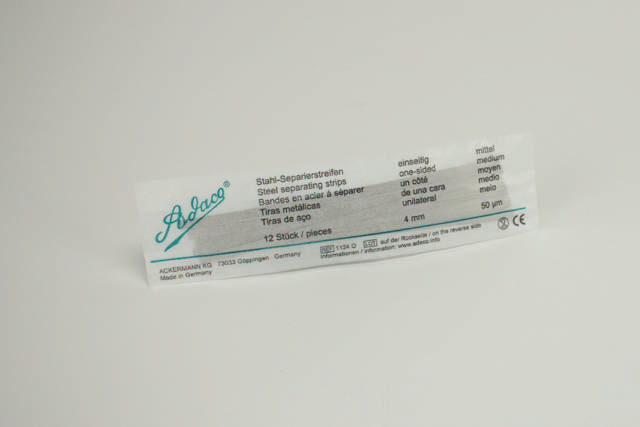 Adaco®
Stahl-Separierstreifen einseitig mittel
Steel separating strips one-sided medium
Bandes en acier à séparer un côté moyen
Tiras metálicas de una cara medio
Tiras de aço unilateral meio
12 Stück / pieces 4 mm 50 µm
REF 1124 O LOT auf der Rückseite / on the reverse side
Informationen / information: www.adaco.info
ACKERMANN KG 73033 Göppingen Germany
Made in Germany
2 CE